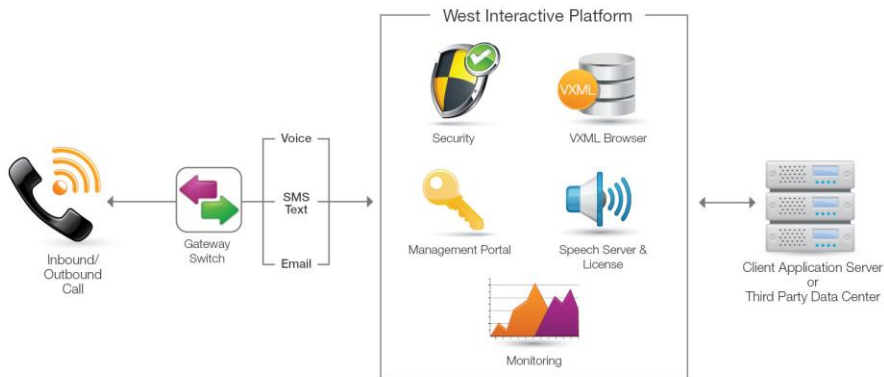 West Interactive Platform
VXML
Security
VXML Browser
Voice
SMS
Text
Email
Gateway
Switch
Inbound/
Outbound
Call
Management Portal
Speech Server &
License
Monitoring
Client Application Server
or
Third Party Data Center